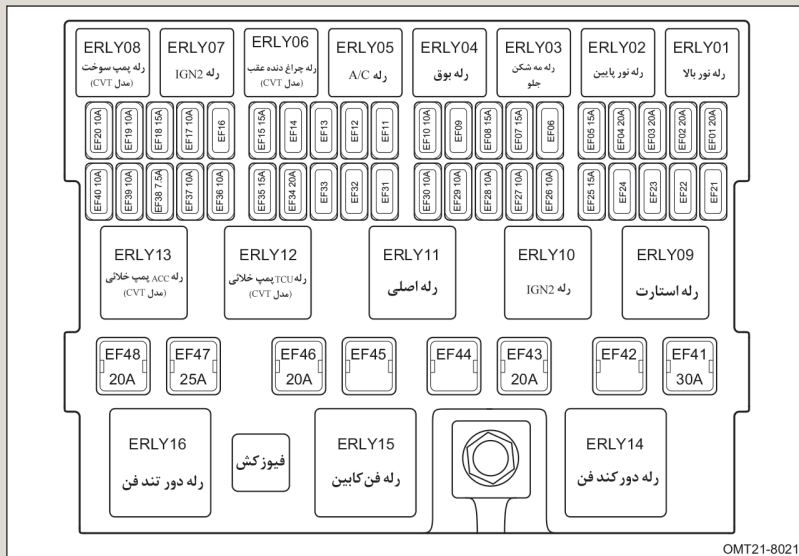 ERLY08
رله پمپ سوخت
(مدل CVT)
ERLY07
رله IGN2
ERLY06
رله چراغ دنده عقب
(مدل CVT)
ERLY05
رله A/C
ERLY04
رله بوق
ERLY03
رله مه شکن
جلو
ERLY02
رله نور پایین
ERLY01
رله نور بالا
EF20 10A
EF19 10A
EF18 15A
EF17 10A
EF16
EF15 15A
EF14
EF13
EF12
EF11
EF10 10A
EF09
EF08 15A
EF07 15A
EF06
EF05 15A
EF04 20A
EF03 20A
EF02 20A
EF01 20A
EF40 10A
EF39 10A
EF38 7.5A
EF37 10A
EF36 10A
EF35 15A
EF34 20A
EF33
EF32
EF31
EF30 10A
EF29 10A
EF28 10A
EF27 10A
EF26 10A
EF25 15A
EF24
EF23
EF22
EF21
ERLY13
رله ACC پمپ خلائی
(مدل CVT)
ERLY12
رله TCU پمپ خلائی
(مدل CVT)
ERLY11
رله اصلی
ERLY10
رله IGN2
ERLY09
رله استارت
EF48
20A
EF47
25A
EF46
20A
EF45
EF44
EF43
20A
EF42
EF41
30A
ERLY16
رله دور تند فن
فیوز کش
ERLY15
رله فن کابین
ERLY14
رله دور کند فن
OMT21-8021